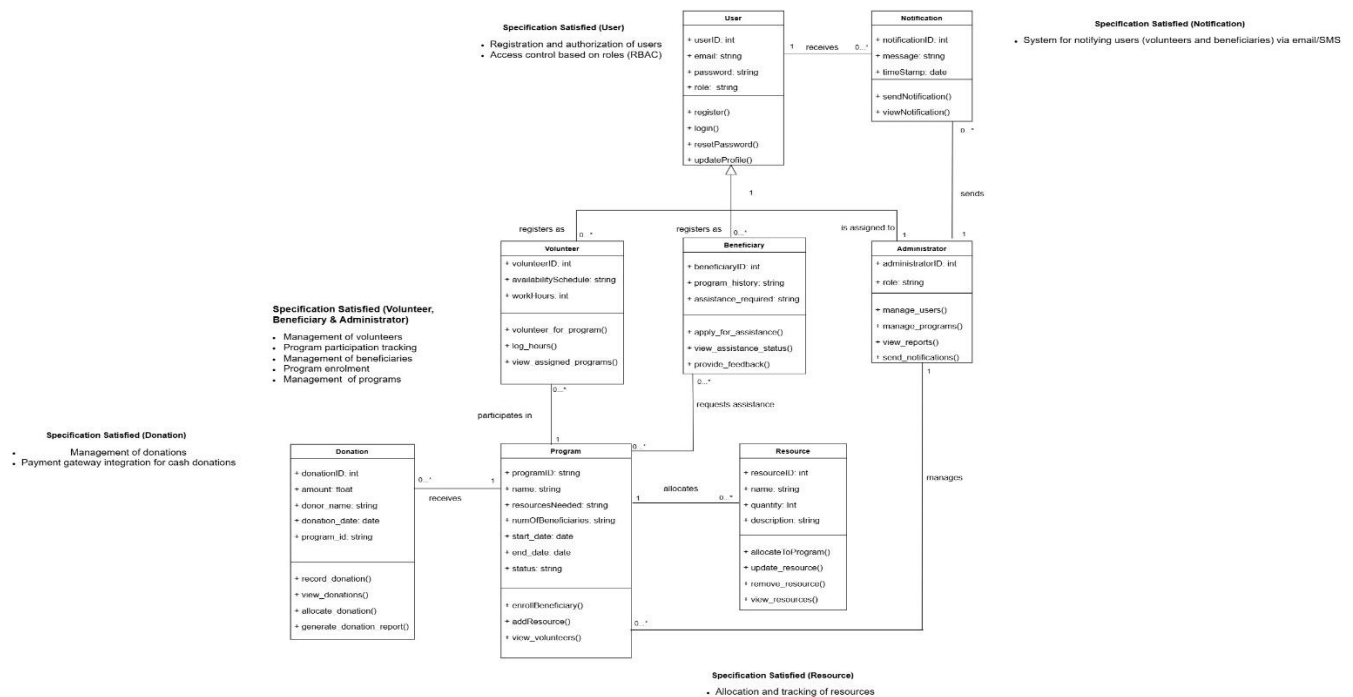 Specification Satisfied (User)
• Registration and authorization of users
• Access control based on roles (RBAC)
User
+ userID: int
+ email: string
+ password: string
+ role: string
+ register()
+ login()
+ resetPassword()
+ updateProfile()
1
receives
0...*
Notification
+ notificationID: int
+ message: string
+ timeStamp: date
+ sendNotification()
+ viewNotification()
Specification Satisfied (Notification)
• System for notifying users (volunteers and beneficiaries) via email/SMS
0...*
sends
1
1
registers as
0...*
registers as
0...*
is assigned to
1
Volunteer
+ volunteerID: int
+ availabilitySchedule: string
+ workHours: int
+ volunteer_for_program()
+ log_hours()
+ view_assigned_programs()
Beneficiary
+ beneficiaryID: int
+ program_history: string
+ assistance_required: string
+ apply_for_assistance()
+ view_assistance_status()
+ provide_feedback()
Administrator
+ administratorID: int
+ role: string
+ manage_users()
+ manage_programs()
+ view_reports()
+ send_notifications()
Specification Satisfied (Volunteer,
Beneficiary & Administrator)
• Management of volunteers
• Program participation tracking
• Management of beneficiaries
• Program enrolment
• Management of programs
0...*
participates in
1
0...*
requests assistance
0...*
1
manages
0...*
Specification Satisfied (Donation)
• Management of donations
• Payment gateway integration for cash donations
Donation
+ donationID: int
+ amount: float
+ donor_name: string
+ donation_date: date
+ program_id: string
+ record_donation()
+ view_donations()
+ allocate_donation()
+ generate_donation_report()
0...*
receives
1
Program
+ programID: string
+ name: string
+ resourcesNeeded: string
+ numOfBeneficiaries: string
+ start_date: date
+ end_date: date
+ status: string
+ enrollBeneficiary()
+ addResource()
+ view_volunteers()
allocates
1
0...*
Resource
+ resourceID: int
+ name: string
+ quantity: int
+ description: string
+ allocateToProgram()
+ update_resource()
+ remove_resource()
+ view_resources()
Specification Satisfied (Resource)
• Allocation and tracking of resources